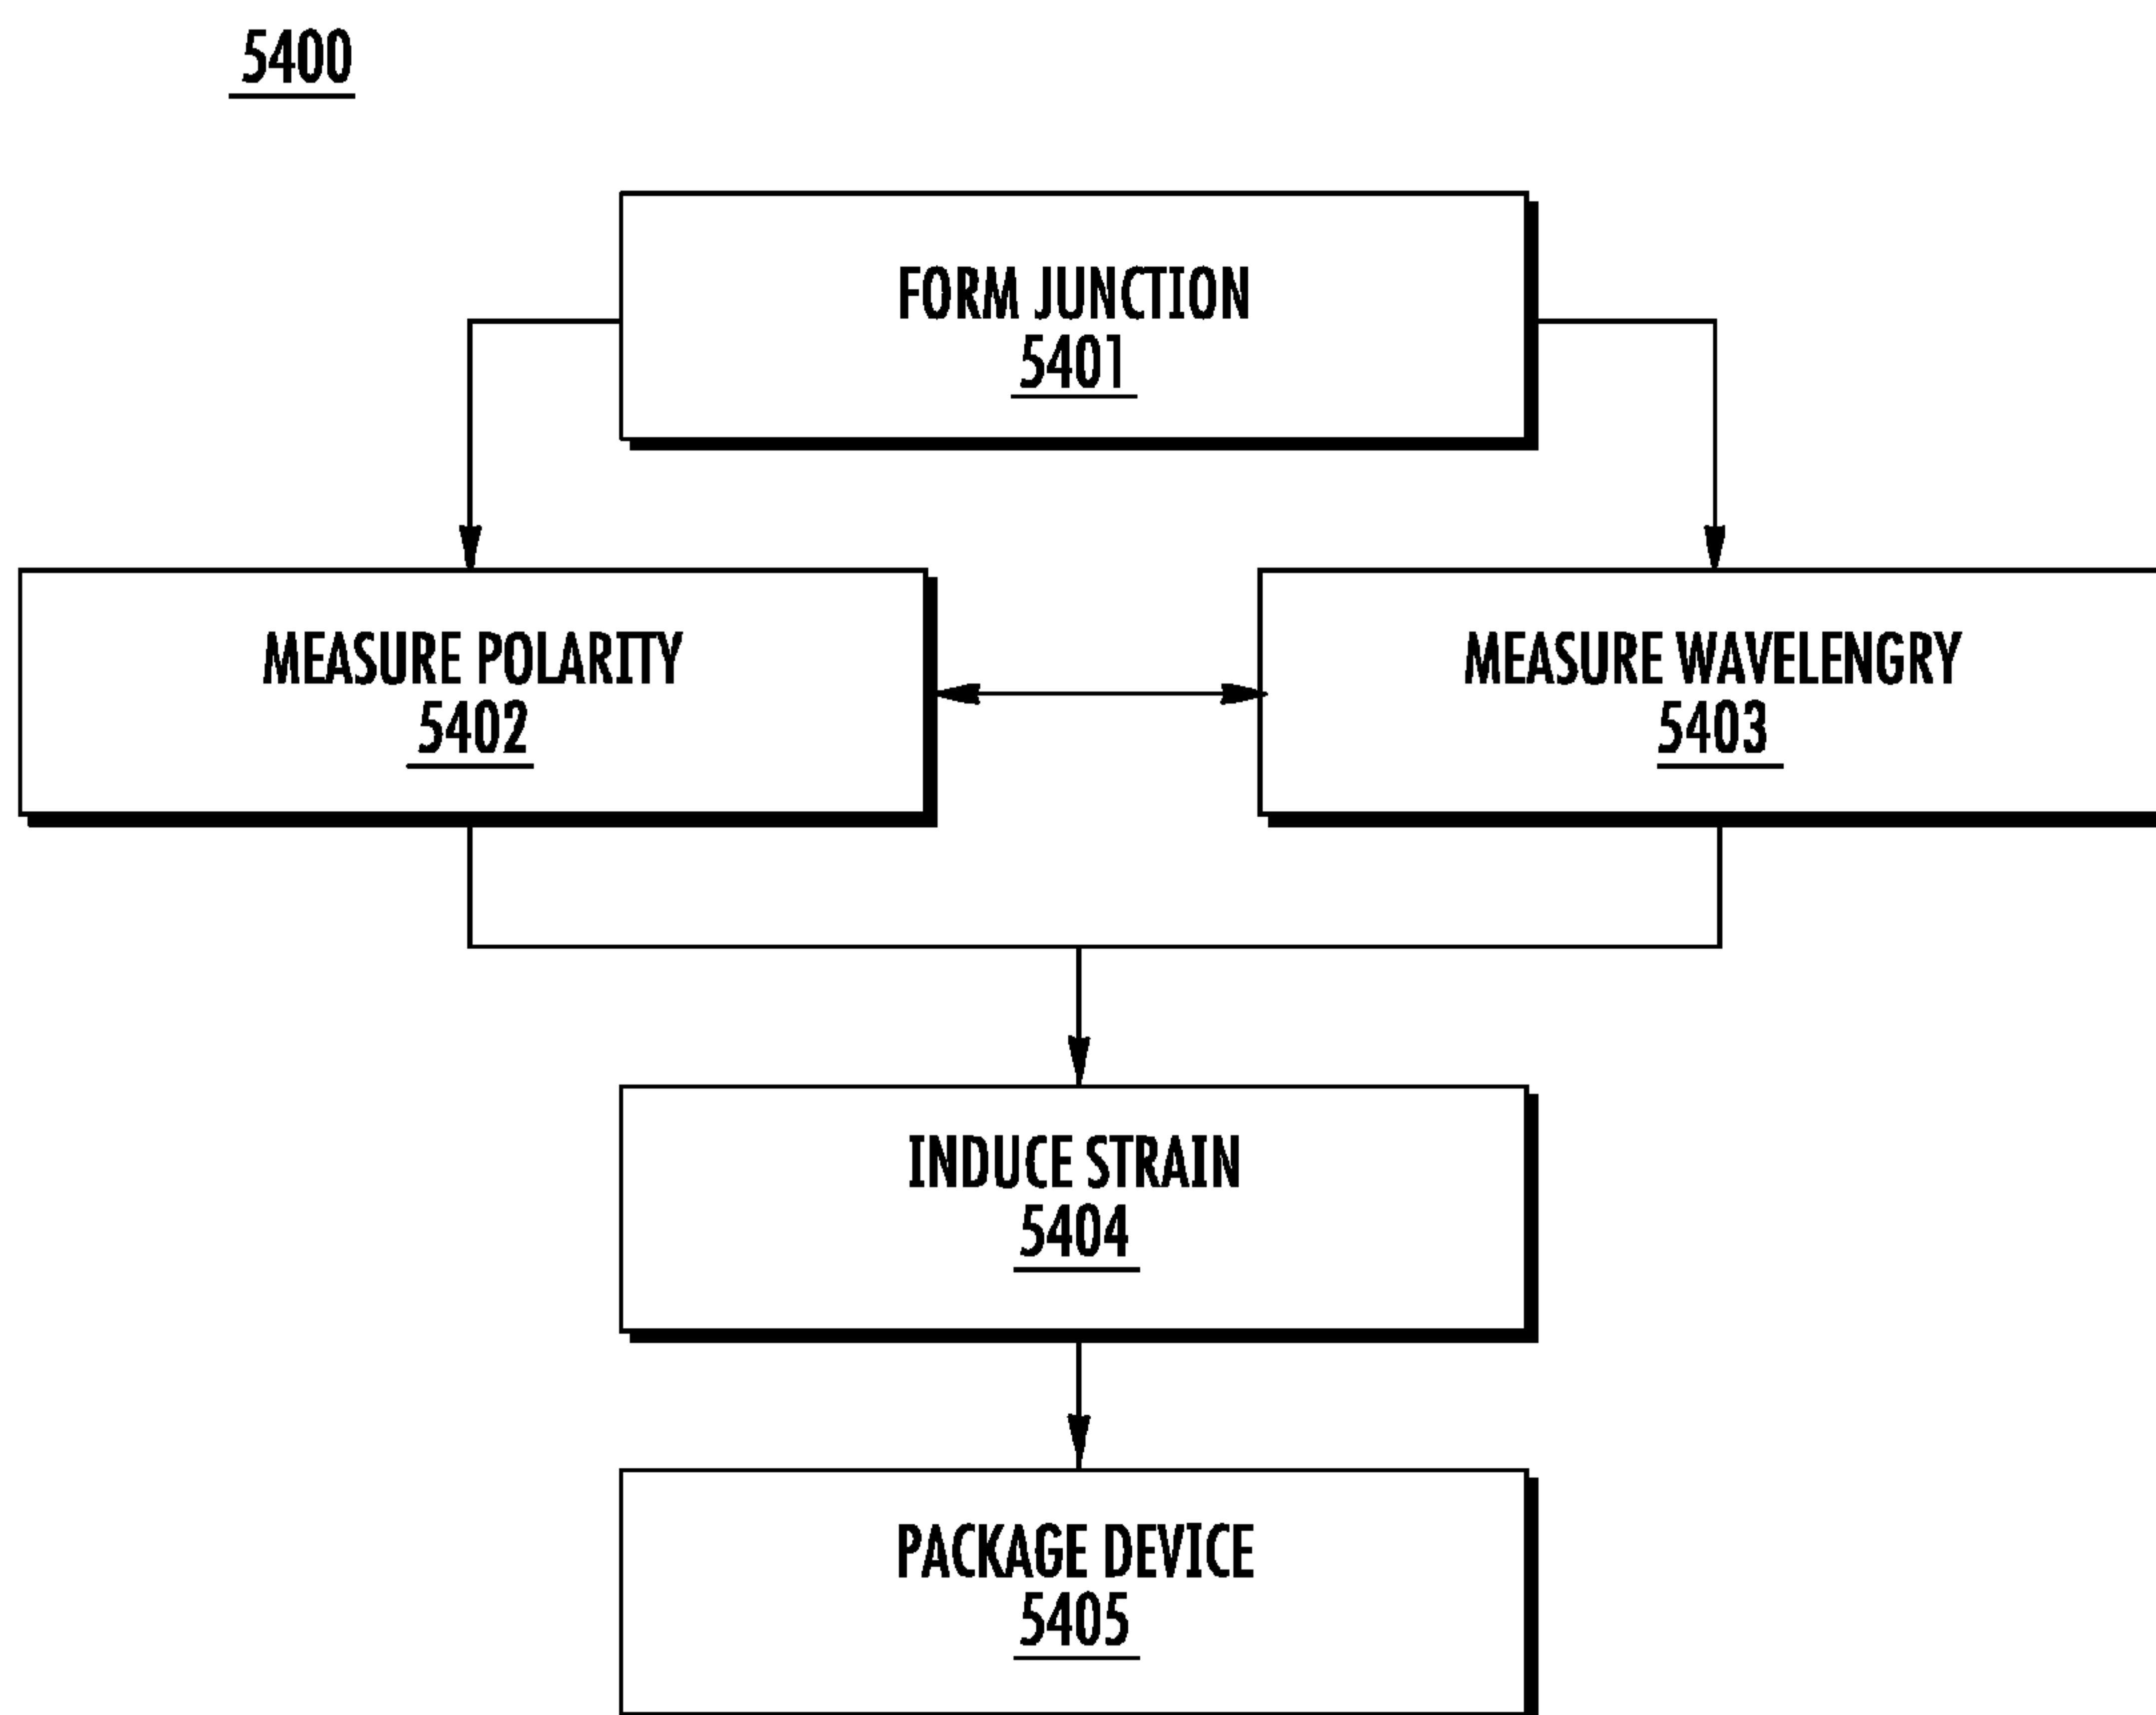 5400
FORM JUNCTION
5401
MEASURE POLARITY
5402
MEASURE WAVELENGRY
5403
INDUCE STRAIN
5404
PACKAGE DEVICE
5405